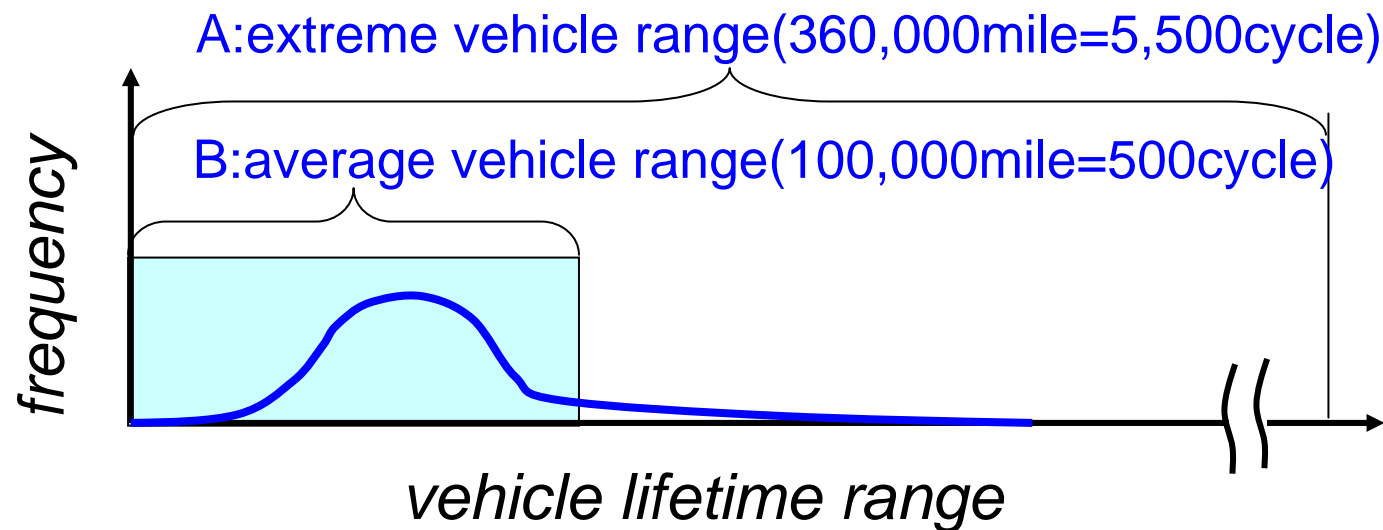 A:extreme vehicle range(360,000mile=5,500cycle)
B:average vehicle range(100,000mile=500cycle)
frequency
vehicle lifetime range